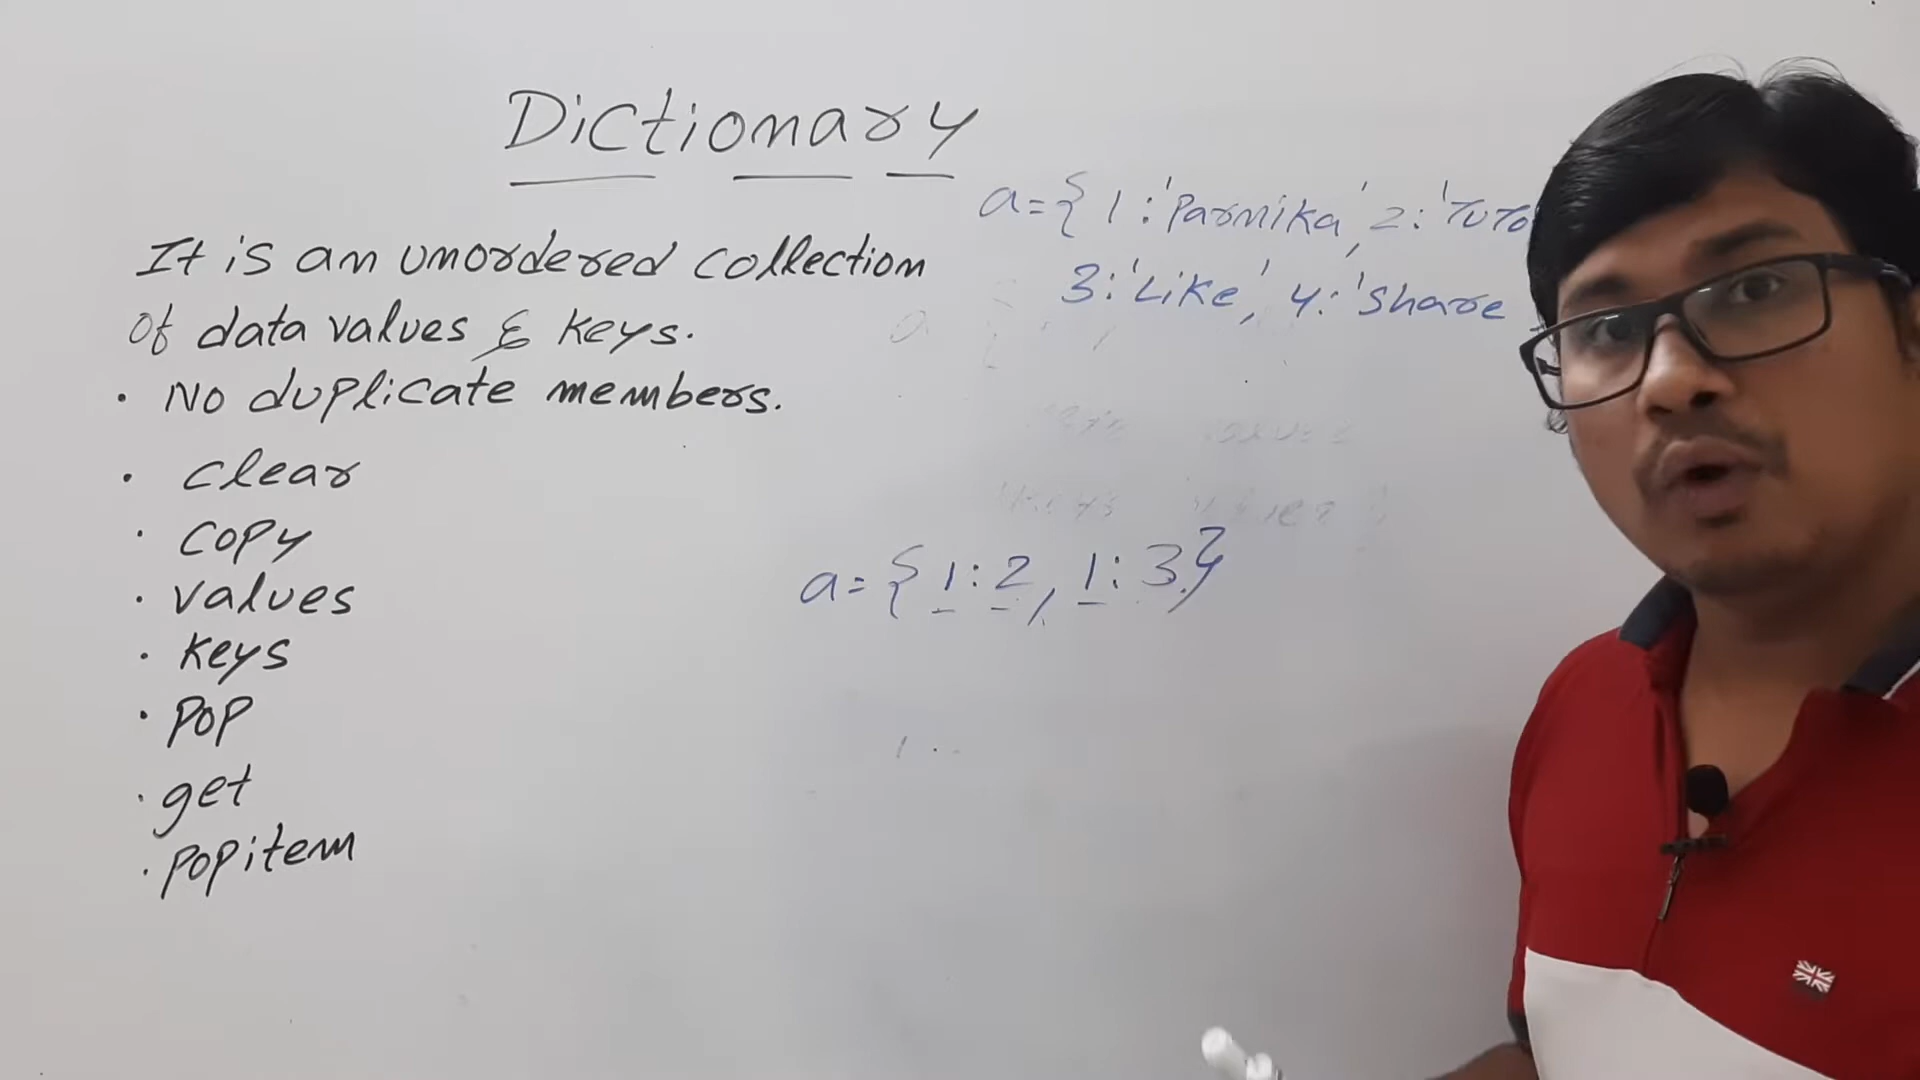 Dictionary
a={ 1:'Parmika', 2:'TUTO
3:'Like', 4:'Share
It is an unordered collection
of data values & keys.
• No duplicate members.
• clear
• copy
• values
• keys
• pop
• get
• popitem
a={ 1:2, 1:3}